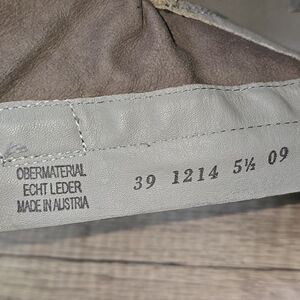 OBERMATERIAL
ECHT LEDER
MADE IN AUSTRIA
39 1214 5½ 09